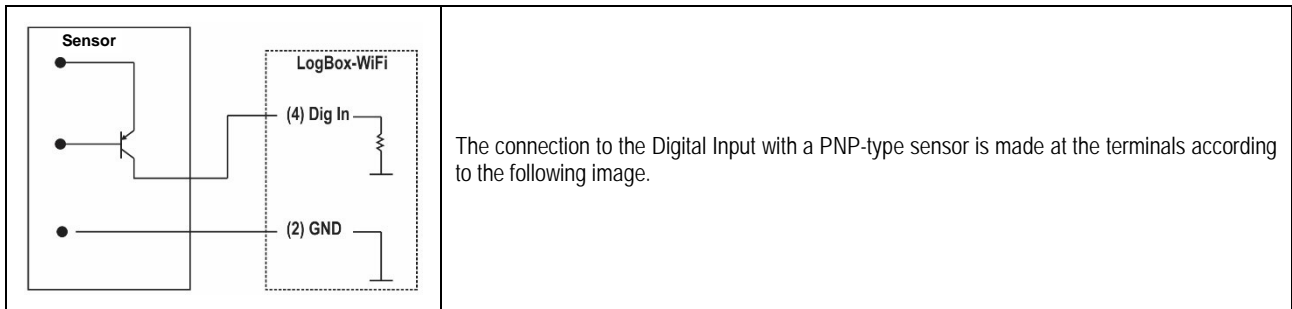 Sensor
LogBox-WiFi
(4) Dig In
(2) GND
The connection to the Digital Input with a PNP-type sensor is made at the terminals according
to the following image.